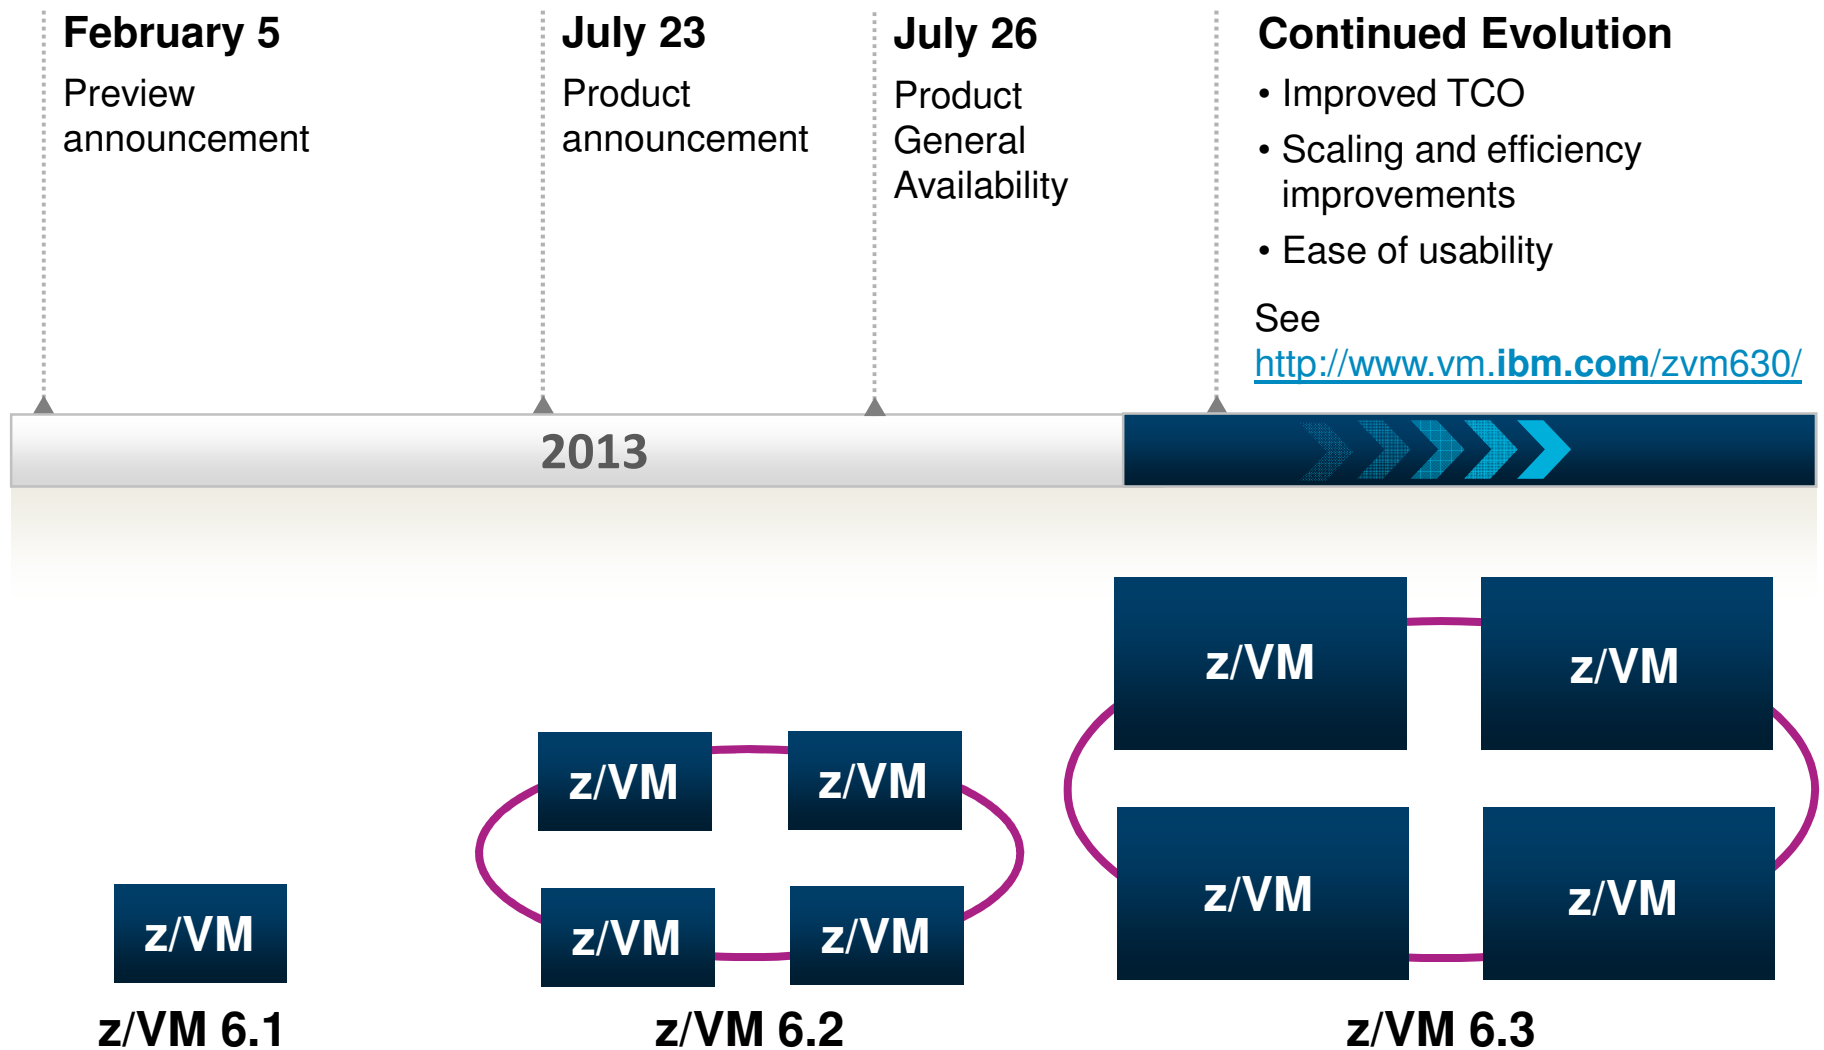 February 5
Preview
announcement
July 23
Product
announcement
July 26
Product
General
Availability
Continued Evolution
• Improved TCO
• Scaling and efficiency
improvements
• Ease of usability
See
http://www.vm.ibm.com/zvm630/
2013
z/VM
z/VM 6.1
z/VM
z/VM
z/VM
z/VM
z/VM 6.2
z/VM
z/VM
z/VM
z/VM
z/VM 6.3